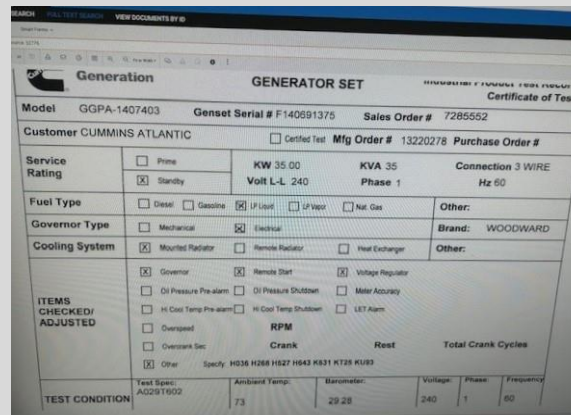 SEARCH FULL TEXT SEARCH VIEW DOCUMENTS BY ID
Generation GENERATOR SET Industrial Product Test Record
Certificate of Tes
Model GGPA-1407403 Genset Serial # F140691375 Sales Order # 7285552
Customer CUMMINS ATLANTIC Certified Test Mfg Order # 13220278 Purchase Order #
Service Rating Prime KW 35.00 KVA 35 Connection 3 WIRE
X Standby Volt L-L 240 Phase 1 Hz 60
Fuel Type Diesel Gasoline X LP Liquid LP Vapor Nat. Gas Other:
Governor Type Mechanical X Electrical Brand: WOODWARD
Cooling System X Mounted Radiator Remote Radiator Heat Exchanger Other:
ITEMS CHECKED/ ADJUSTED
X Governor X Remote Start X Voltage Regulator
Oil Pressure Pre-alarm Oil Pressure Shutdown Meter Accuracy
Hi Cool Temp Pre-alarm Hi Cool Temp Shutdown LET Alarm
Overspeed RPM
Overcrank Sec Crank Rest Total Crank Cycles
X Other Specify H036 H268 H527 H643 K631 K725 KU93
TEST CONDITION Test Spec: Ambient Temp: Barometer: Voltage: Phase: Frequency
A029T602 73 29.28 240 1 60